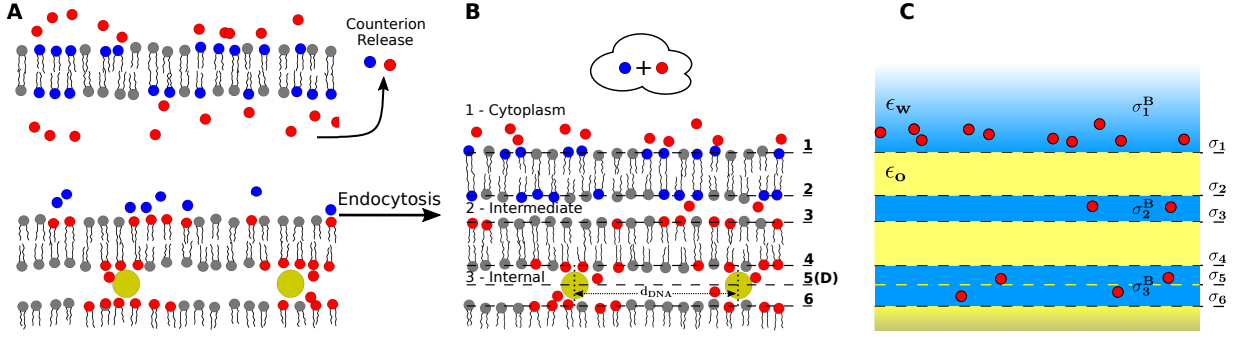 A
Counterion
Release
Endocytosis
B
+
1 - Cytoplasm
1
2
2 - Intermediate
3
4
3 - Internal
5(D)
d_DNA
6
C
ϵ_W
σ_1^B
σ_1
ϵ_O
σ_2
σ_2^B
σ_3
σ_4
σ_5
σ_3^B
σ_6